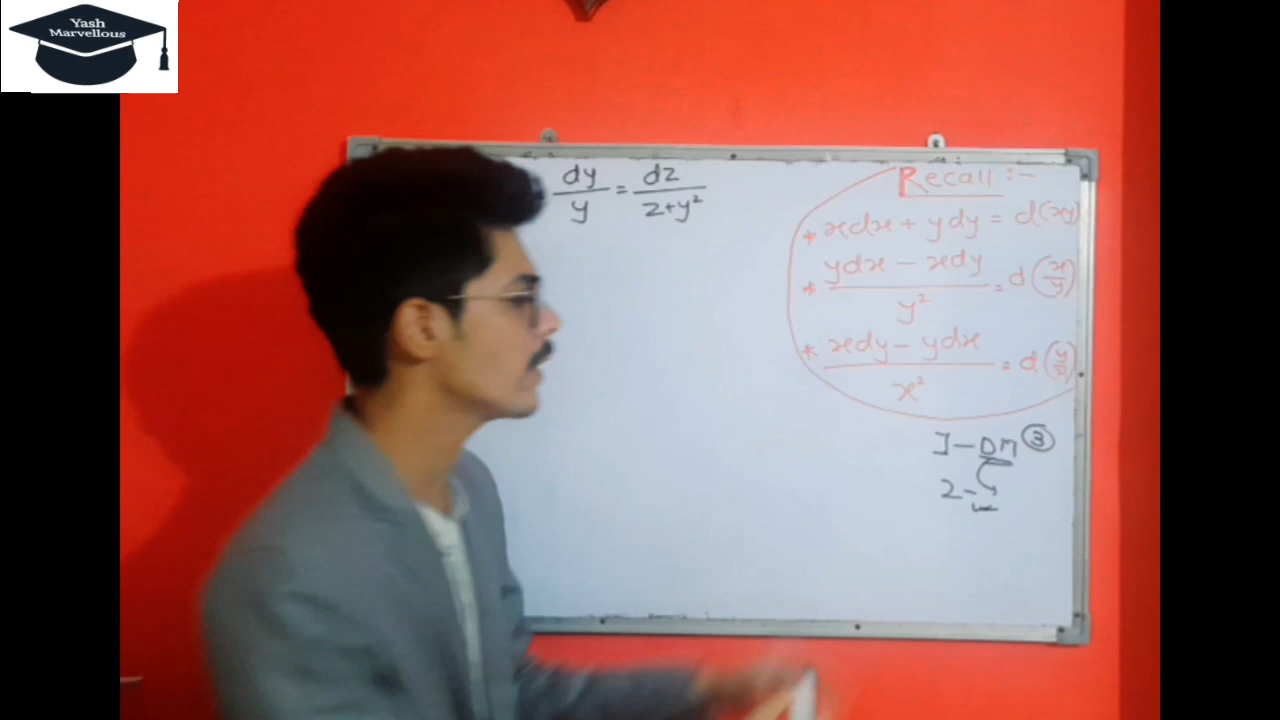 Yash
Marvellous
dy/y = dz/z+y²
Recall :-
* xdx + ydy = d(xy)
* ydx - xdy / y² = d(x/y)
* xdy - ydx / x² = d(y/x)
I - DM ③
2 -